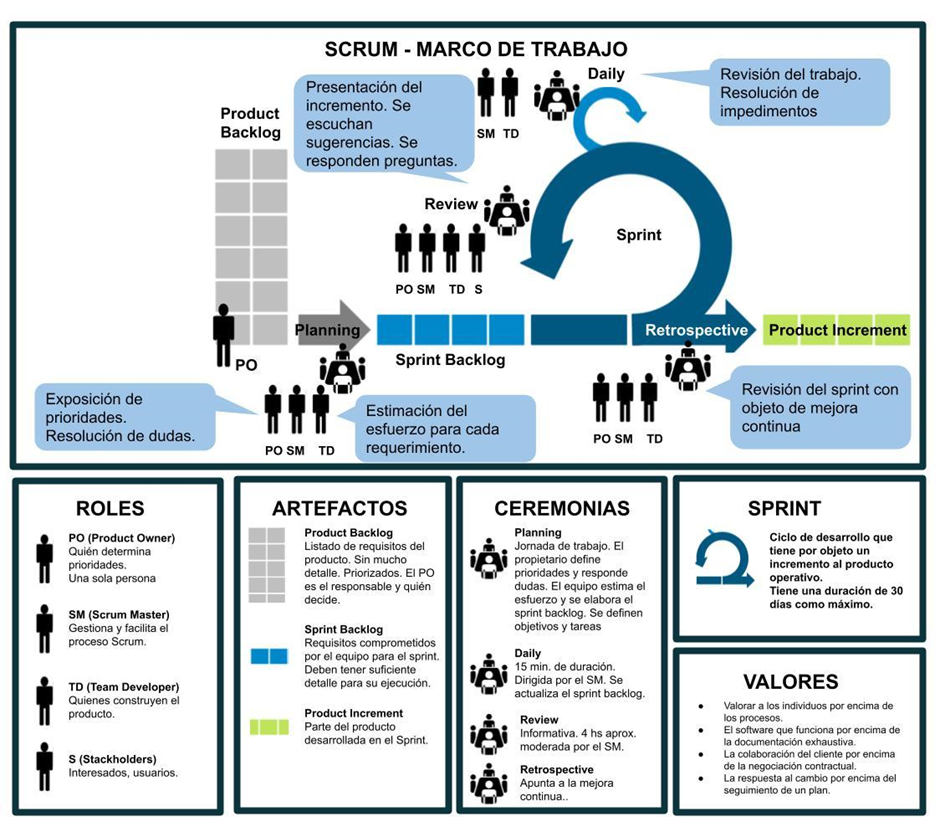 SCRUM - MARCO DE TRABAJO
Product
Backlog
Presentación del
incremento. Se
escuchan
sugerencias. Se
responden preguntas.
SM TD
Daily
Revisión del trabajo.
Resolución de
impedimentos
Review
PO SM TD S
Sprint
PO
Planning
Sprint Backlog
Retrospective
Product Increment
Exposición de
prioridades.
Resolución de dudas.
PO SM TD
Estimación del
esfuerzo para cada
requerimiento.
PO SM TD
Revisión del sprint con
objeto de mejora
continua
ROLES
PO (Product Owner)
Quién determina
prioridades.
Una sola persona
SM (Scrum Master)
Gestiona y facilita el
proceso Scrum.
TD (Team Developer)
Quienes construyen el
producto.
S (Stackholders)
Interesados, usuarios.
ARTEFACTOS
Product Backlog
Listado de requisitos del
producto. Sin mucho
detalle. Priorizados. El PO
es el responsable y quién
decide.
Sprint Backlog
Requisitos comprometidos
por el equipo para el sprint.
Deben tener suficiente
detalle para su ejecución.
Product Increment
Parte del producto
desarrollada en el Sprint.
CEREMONIAS
Planning
Jornada de trabajo. El
propietario define
prioridades y responde
dudas. El equipo estima el
esfuerzo y se elabora el
sprint backlog. Se definen
objetivos y tareas
Daily
15 min. de duración.
Dirigida por el SM. Se
actualiza el sprint backlog.
Review
Informativa. 4 hs aprox.
moderada por el SM.
Retrospective
Apunta a la mejora
continua..
SPRINT
Ciclo de desarrollo que
tiene por objeto un
incremento al producto
operativo.
Tiene una duración de 30
días como máximo.
VALORES
● Valorar a los individuos por encima de
los procesos.
● El software que funciona por encima de
la documentación exhaustiva.
● La colaboración del cliente por encima
de la negociación contractual.
● La respuesta al cambio por encima del
seguimiento de un plan.